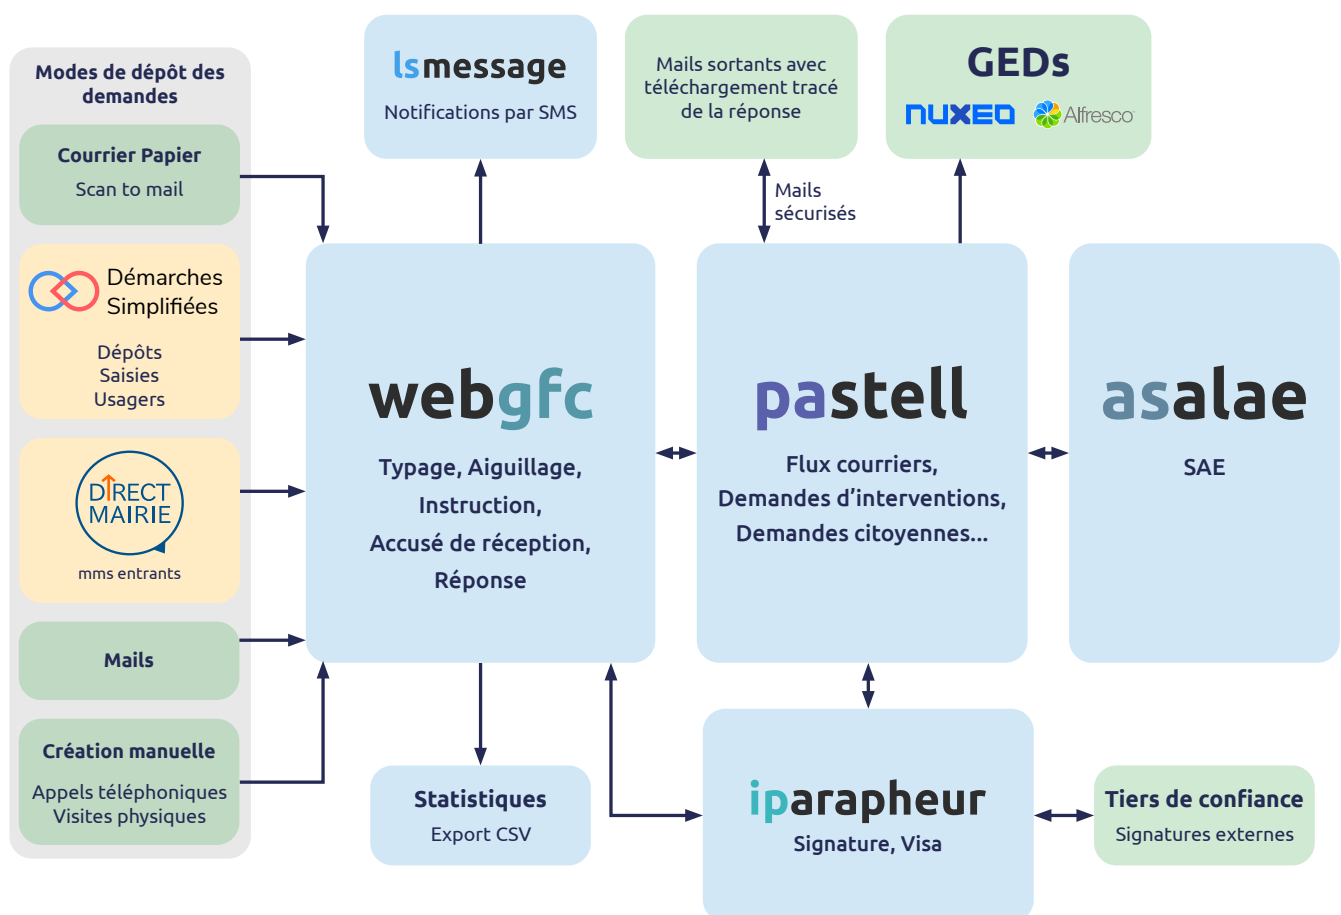 Modes de dépôt des
demandes
Courrier Papier
Scan to mail
Démarches
Simplifiées
Dépôts
Saisies
Usagers
DIRECT
MAIRIE
mms entrants
Mails
Création manuelle
Appels téléphoniques
Visites physiques
lsmessage
Notifications par SMS
Mails sortants avec
téléchargement tracé
de la réponse
GEDs
NUXEO
Alfresco
Mails
sécurisés
webgfc
Typage, Aiguillage,
Instruction,
Accusé de réception,
Réponse
pastell
Flux courriers,
Demandes d’interventions,
Demandes citoyennes...
asalae
SAE
Statistiques
Export CSV
iparapheur
Signature, Visa
Tiers de confiance
Signatures externes